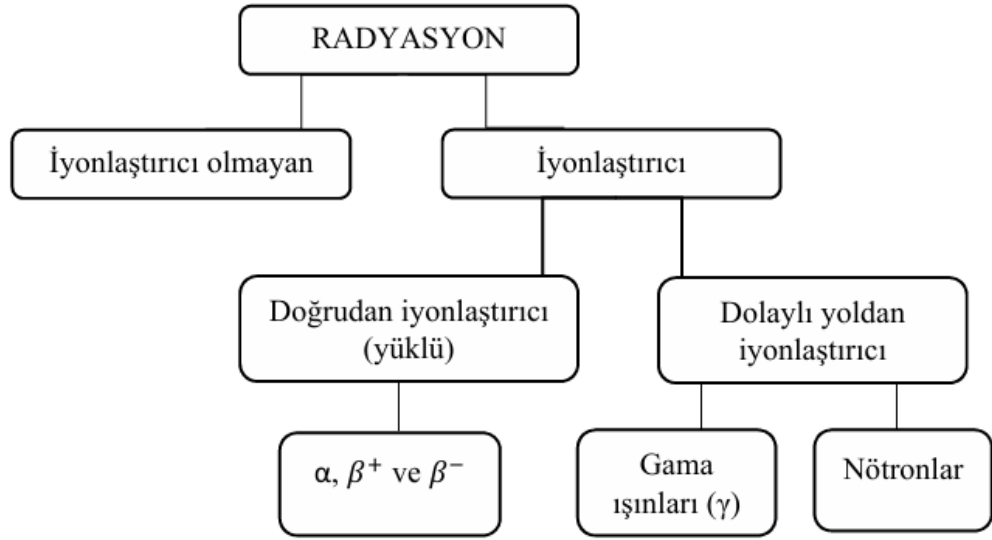 RADYASYON
İyonlaştırıcı olmayan
İyonlaştırıcı
Doğrudan iyonlaştırıcı
(yüklü)
Dolaylı yoldan
iyonlaştırıcı
α, β⁺ ve β⁻
Gama
ışınları (γ)
Nötronlar